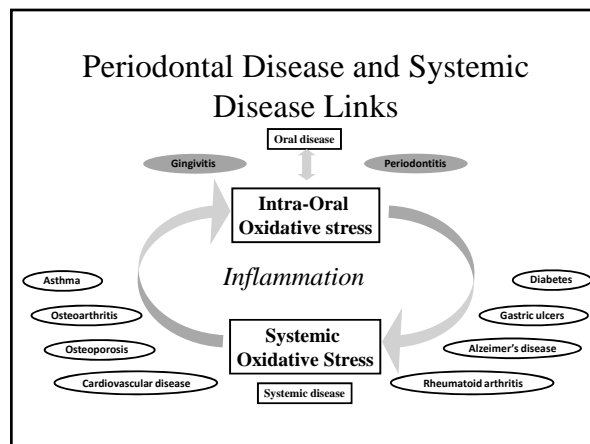 Periodontal Disease and Systemic
Disease Links
Oral disease
Gingivitis
Periodontitis
Intra-Oral
Oxidative stress
Inflammation
Asthma
Osteoarthritis
Osteoporosis
Cardiovascular disease
Diabetes
Gastric ulcers
Alzeimer's disease
Rheumatoid arthritis
Systemic
Oxidative Stress
Systemic disease